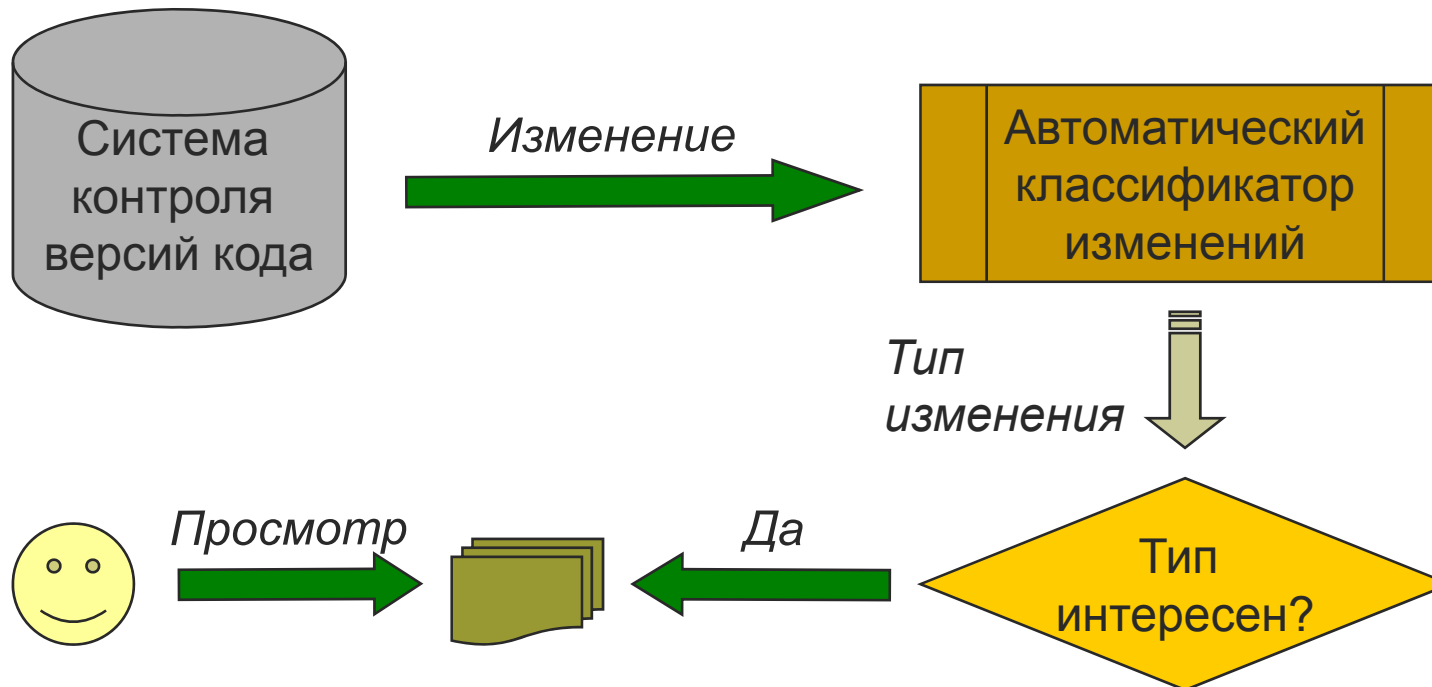 Система
контроля
версий кода
Изменение
Автоматический
классификатор
изменений
Тип
изменения
Просмотр
Да
Тип
интересен?